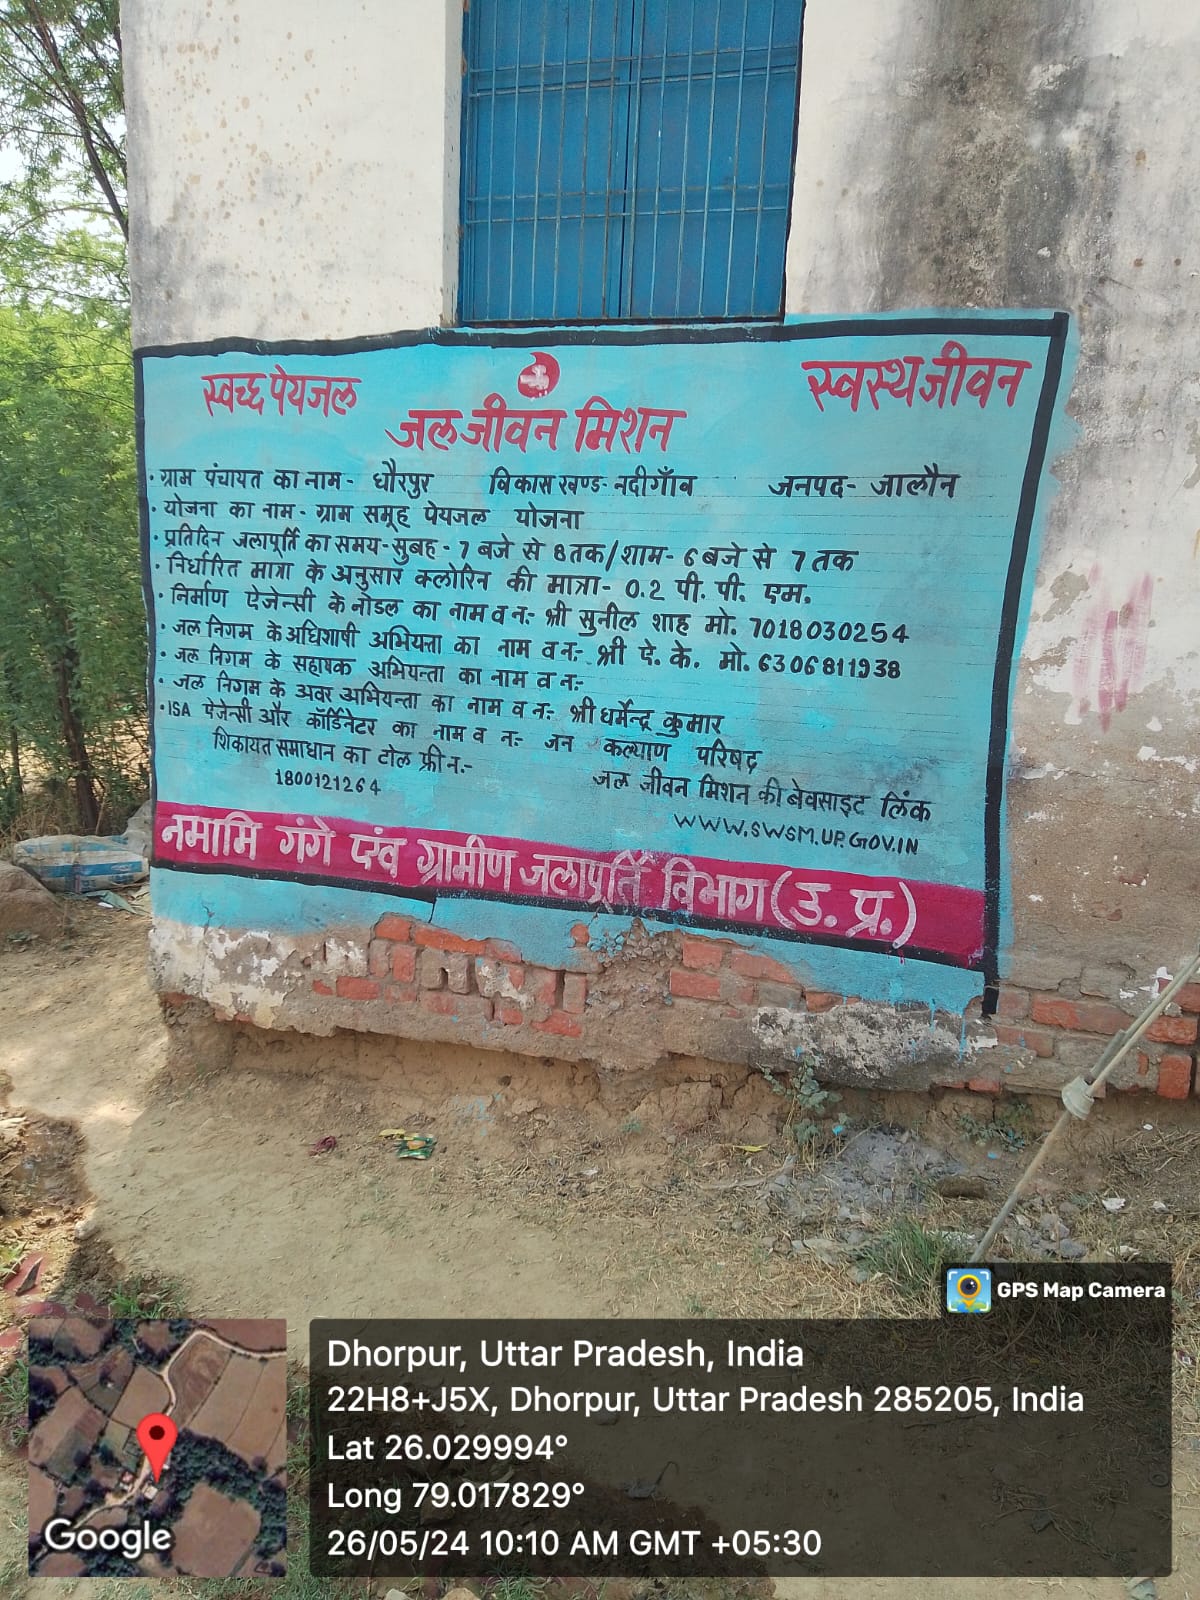 स्वच्छ पेयजल
स्वस्थ जीवन
जल जीवन मिशन
· ग्राम पंचायत का नाम - धौरपुर विकास खण्ड - नदीगाँव जनपद - जालौन
· योजना का नाम - ग्राम समूह पेयजल योजना
· प्रतिदिन जलापूर्ति का समय - सुबह - 7 बजे से 8 तक / शाम - 6 बजे से 7 तक
· निर्धारित मात्रा के अनुसार क्लोरिन की मात्रा - 0.2 पी. पी. एम.
· निर्माण ऐजेन्सी के नोडल का नाम व नः श्री सुनील शाह मो. 7018030254
· जल निगम के अधिशाषी अभियन्ता का नाम व नः- श्री ऐ. के. मो. 6306811938
· जल निगम के सहायक अभियन्ता का नाम व नः-
· जल निगम के अवर अभियन्ता का नाम व नः श्री धर्मेन्द्र कुमार
· ISA ऐजेन्सी और कॉर्डिनेटर का नाम व नः जन कल्याण परिषद्
शिकायत समाधान का टोल फ्री न.-
1800121264
जल जीवन मिशन की बेवसाइट लिंक
WWW.SWSM.UP.GOV.IN
नमामि गंगे एंव ग्रामीण जलापूर्ति विभाग (उ. प्र.)
GPS Map Camera
Dhorpur, Uttar Pradesh, India
22H8+J5X, Dhorpur, Uttar Pradesh 285205, India
Lat 26.029994°
Long 79.017829°
26/05/24 10:10 AM GMT +05:30
Google